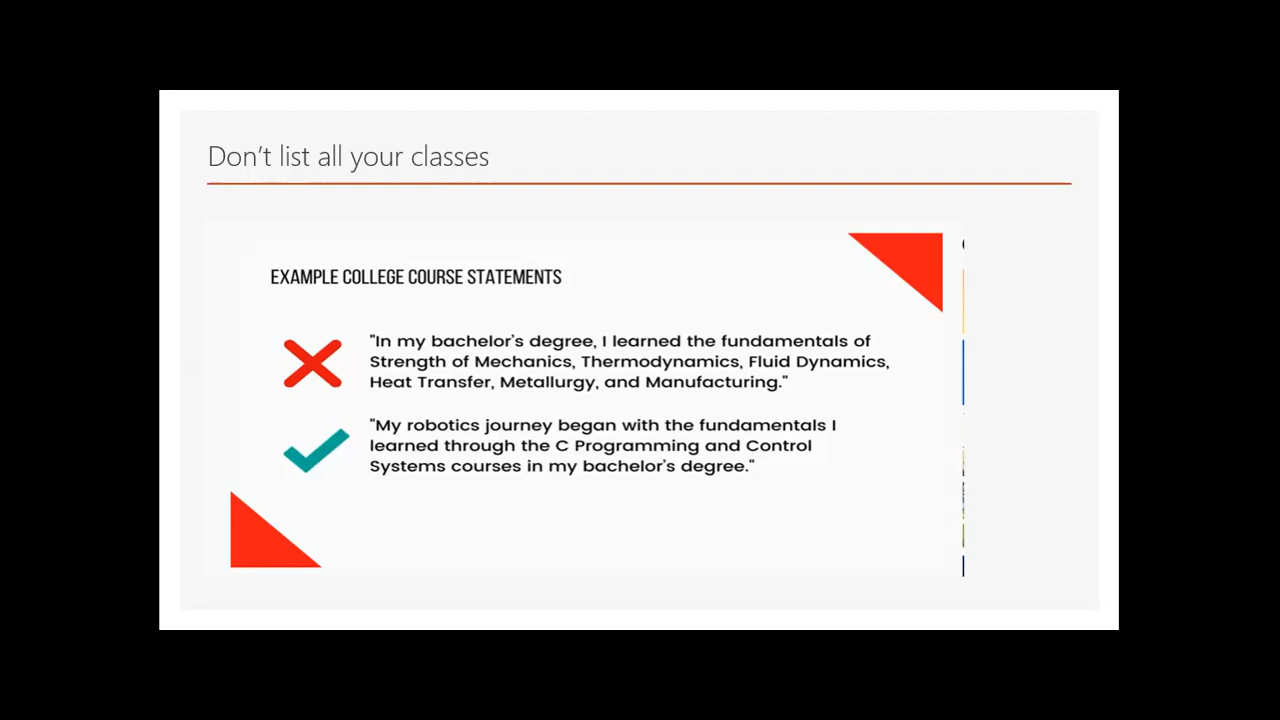 Don't list all your classes
EXAMPLE COLLEGE COURSE STATEMENTS
"In my bachelor's degree, I learned the fundamentals of
Strength of Mechanics, Thermodynamics, Fluid Dynamics,
Heat Transfer, Metallurgy, and Manufacturing."
"My robotics journey began with the fundamentals I
learned through the C Programming and Control
Systems courses in my bachelor's degree."